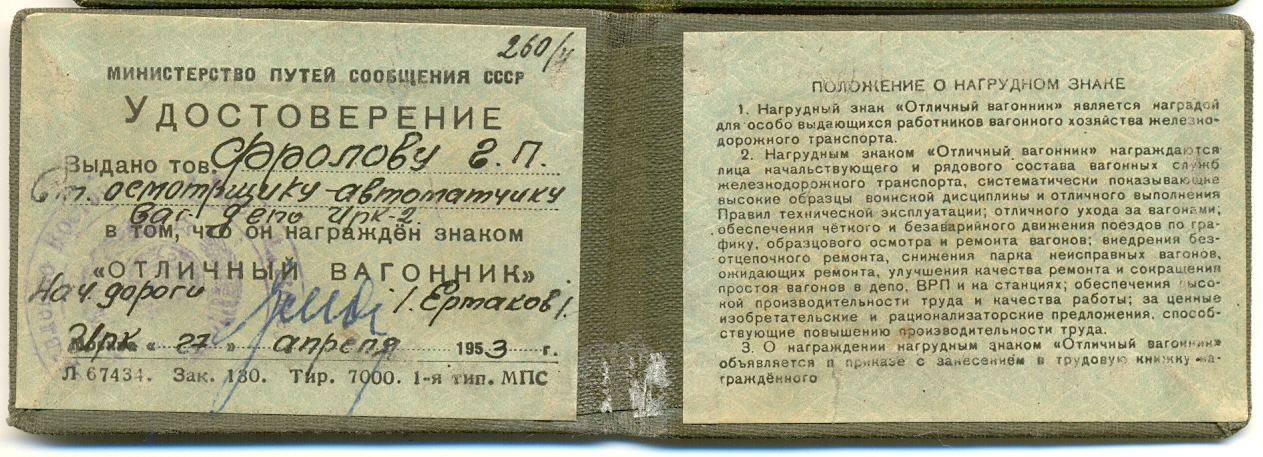 260/ч
МИНИСТЕРСТВО ПУТЕЙ СООБЩЕНИЯ СССР
УДОСТОВЕРЕНИЕ
Выдано тов. Фролову Г. П.
Ст. осмотрщику-автоматчику
Ваг. депо Ирк-2
в том, что он награждён знаком
«ОТЛИЧНЫЙ ВАГОННИК»
Нач. дороги /. Ертаков/.
Ирк « 27 » апреля 1953 г.
Л 67434. Зак. 130. Тир. 7000. 1-я тип. МПС
ПОЛОЖЕНИЕ О НАГРУДНОМ ЗНАКЕ
1. Нагрудный знак «Отличный вагонник» является наградой
для особо выдающихся работников вагонного хозяйства железно-
дорожного транспорта.
2. Нагрудным знаком «Отличный вагонник» награждаются
лица начальствующего и рядового состава вагонных служб
железнодорожного транспорта, систематически показывающие
высокие образцы воинской дисциплины и отличного выполнения
Правил технической эксплуатации; отличного ухода за вагонами;
обеспечения чёткого и безаварийного движения поездов по гра-
фику, образцового осмотра и ремонта вагонов; внедрения без-
отцепочного ремонта, снижения парка неисправных вагонов,
ожидающих ремонта, улучшения качества ремонта и сокращения
простоя вагонов в депо, ВРП и на станциях; обеспечения высо-
кой производительности труда и качества работы; за ценные
изобретательские и рационализаторские предложения, способ-
ствующие повышению производительности труда.
3. О награждении нагрудным знаком «Отличный вагонник»
объявляется в приказе с занесением в трудовую книжку на-
граждённого